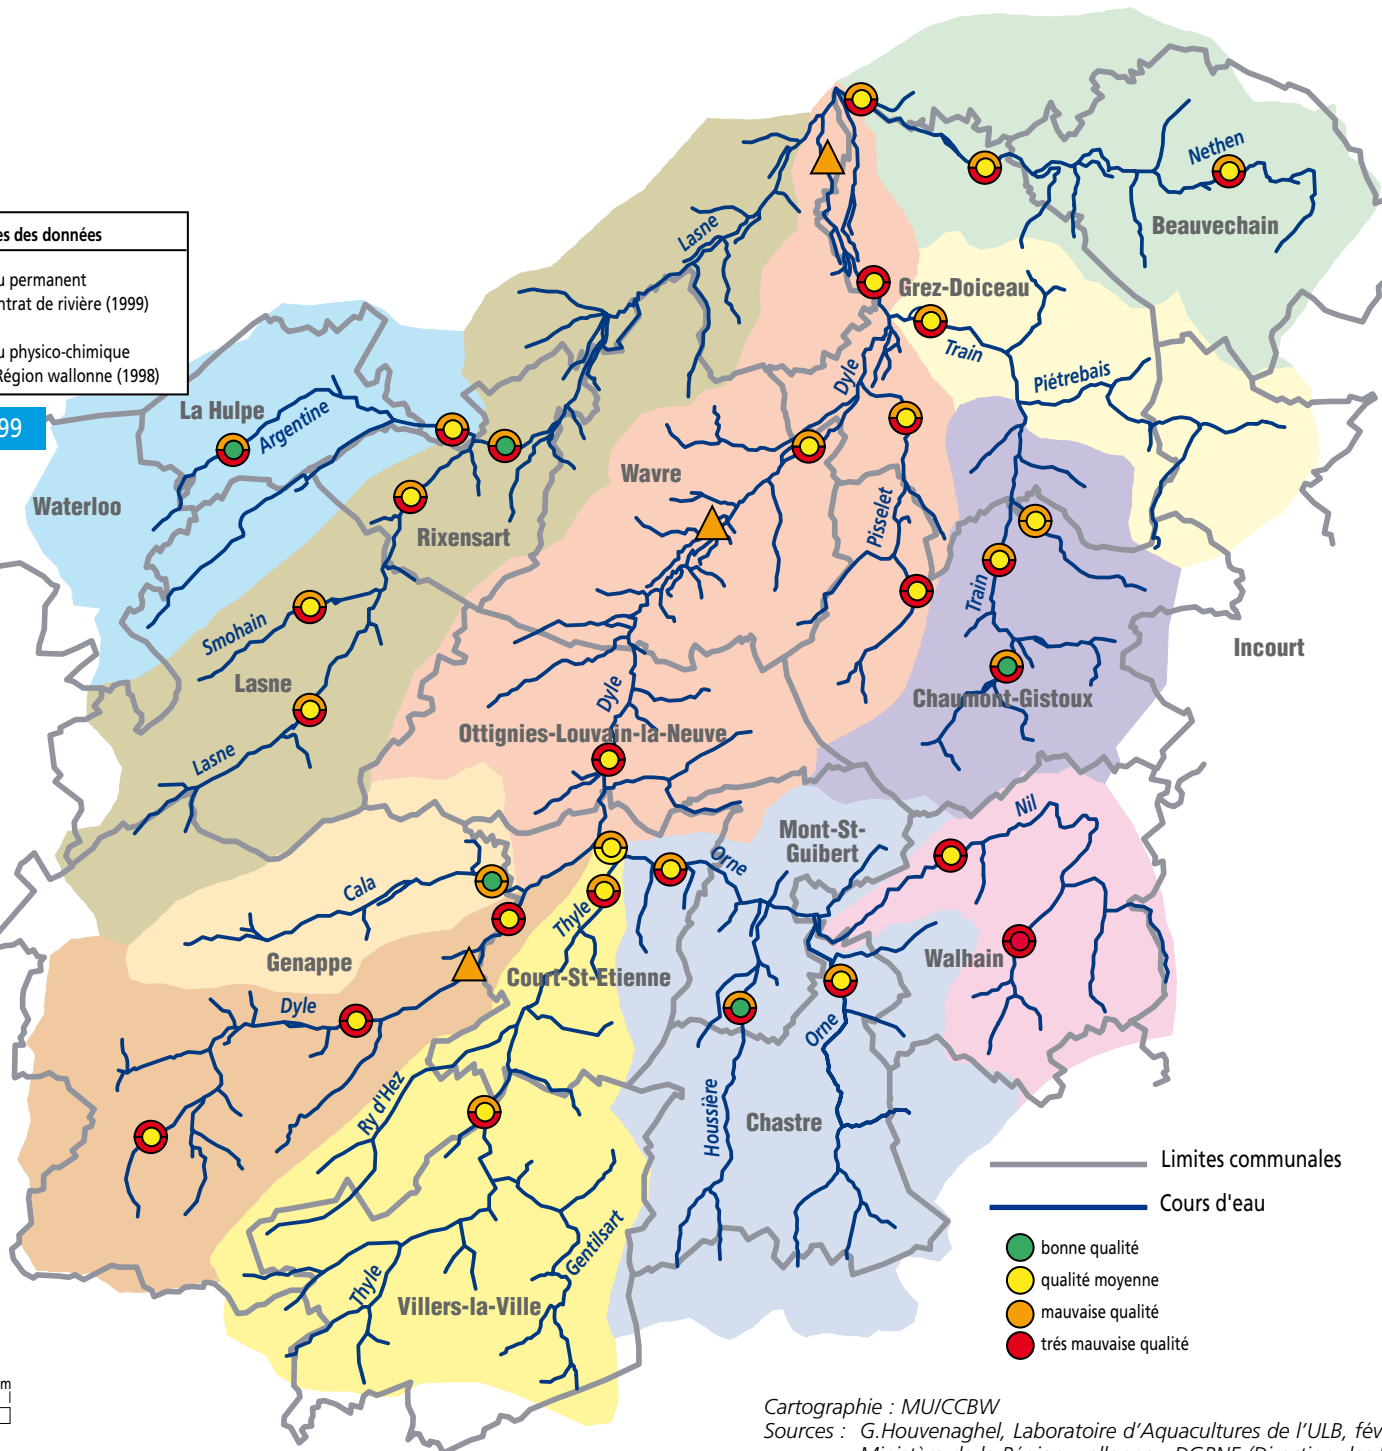 es des données
u permanent
ntrat de rivière (1999)
u physico-chimique
Région wallonne (1998)
99
Nethen
Beauvechain
Lasne
Grez-Doiceau
Train
Piétrebais
Dyle
La Hulpe
Argentine
Waterloo
Wavre
Rixensart
Pisselet
Train
Smohain
Lasne
Incourt
Chaumont-Gistoux
Dyle
Ottignies-Louvain-la-Neuve
Lasne
Nil
Mont-St-
Guibert
Orne
Cala
Thyle
Genappe
Court-St-Etienne
Walhain
Dyle
Orne
Ry d'Hez
Houssière
Chastre
Gentilsart
Thyle
Villers-la-Ville
Limites communales
Cours d'eau
bonne qualité
qualité moyenne
mauvaise qualité
trés mauvaise qualité
m
Cartographie : MU/CCBW
Sources : G.Houvenaghel, Laboratoire d'Aquacultures de l'ULB, fév